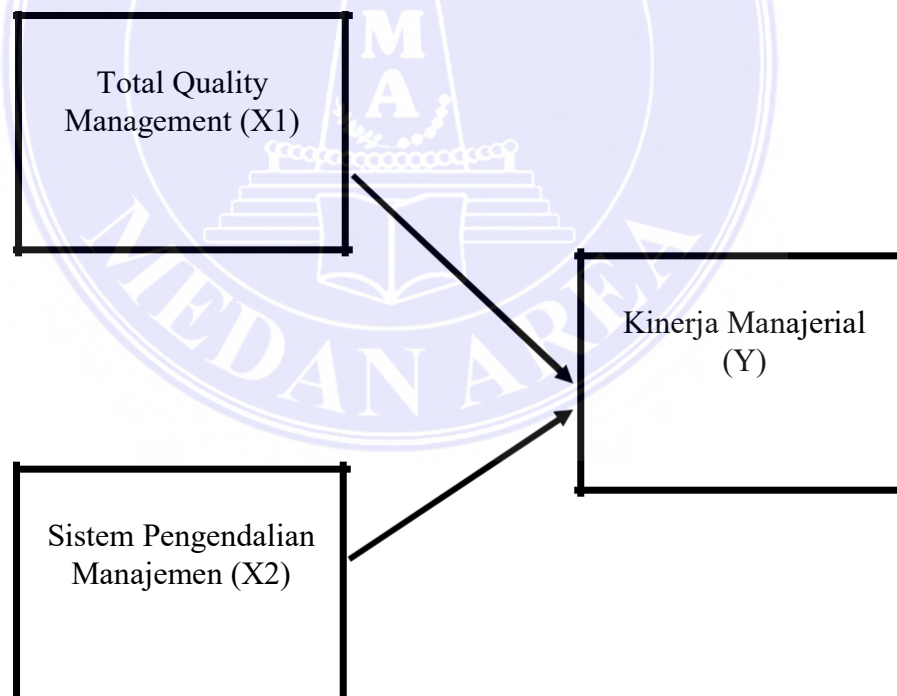 Total Quality
Management (X1)
M
A
MEDAN AREA
Kinerja Manajerial
(Y)
Sistem Pengendalian
Manajemen (X2)